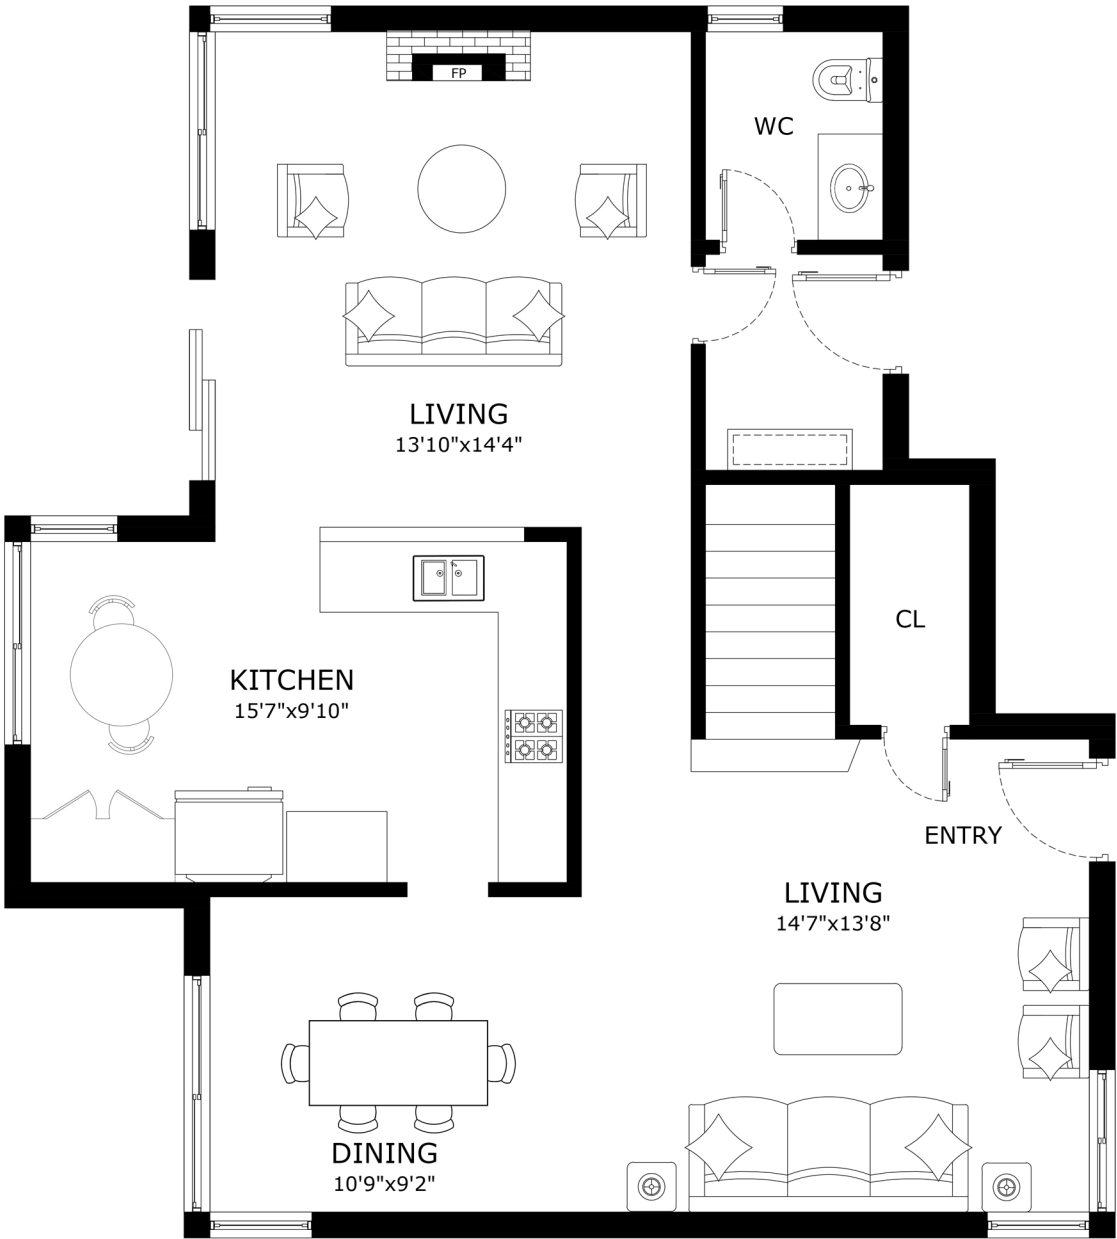 FP
WC
LIVING
13'10"x14'4"
CL
KITCHEN
15'7"x9'10"
ENTRY
LIVING
14'7"x13'8"
DINING
10'9"x9'2"